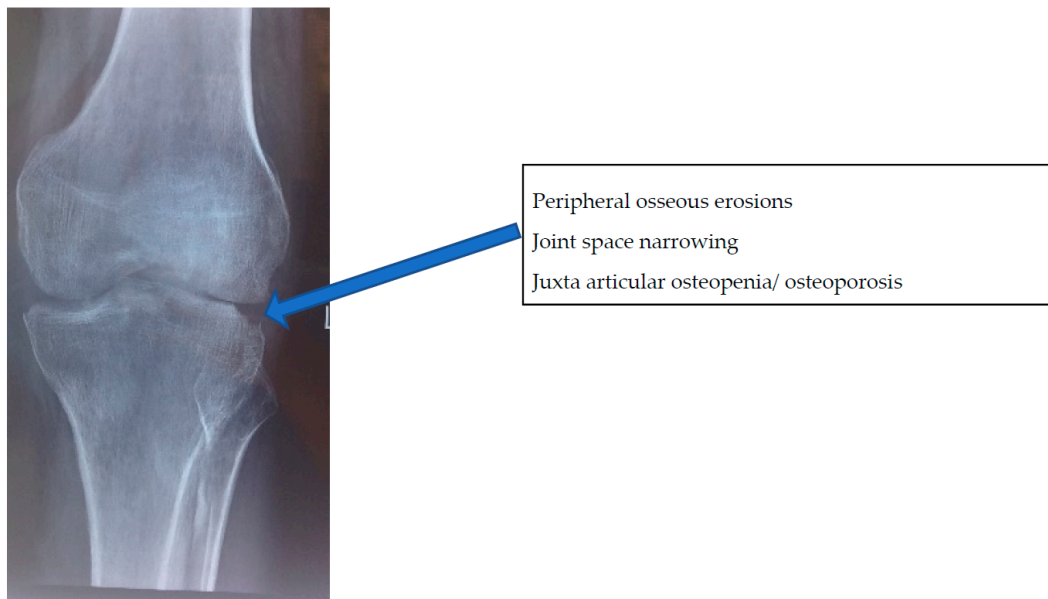 Peripheral osseous erosions
Joint space narrowing
Juxta articular osteopenia/ osteoporosis